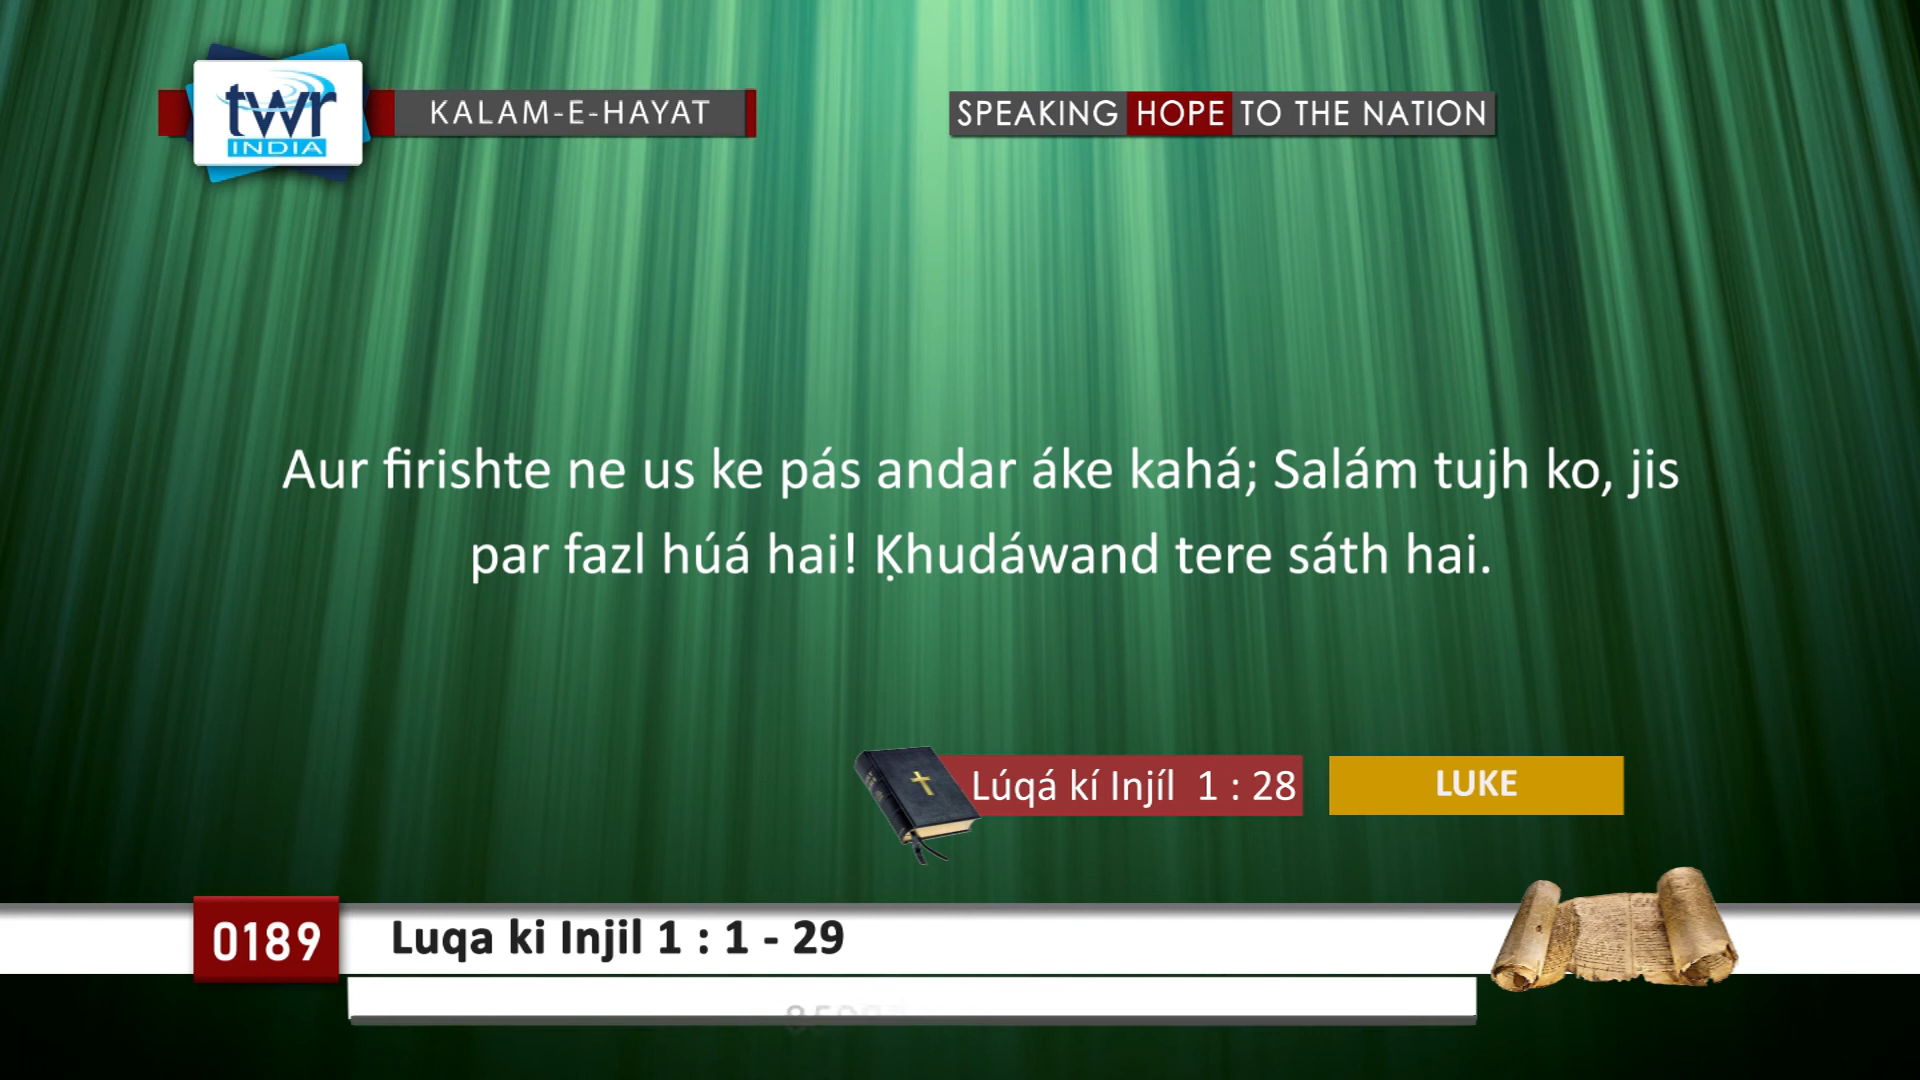 twr
INDIA
KALAM-E-HAYAT
SPEAKING HOPE TO THE NATION
Aur firishte ne us ke pás andar áke kahá; Salám tujh ko, jis
par fazl húá hai! Ḳhudáwand tere sáth hai.
Lúqá kí Injíl 1 : 28
LUKE
0189
Luqa ki Injil 1 : 1 - 29